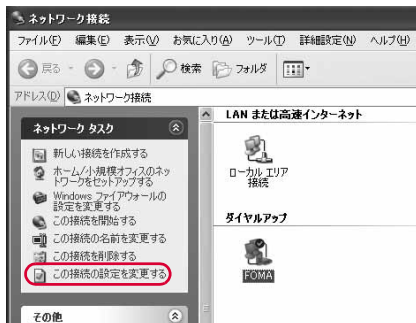 ネットワーク接続
ファイル(F) 編集(E) 表示(V) お気に入り(A) ツール(T) 詳細設定(N) ヘルプ(H)
戻る 検索 フォルダ
アドレス(D) ネットワーク接続
ネットワーク タスク
新しい接続を作成する
ホーム/小規模オフィスのネッ
トワークをセットアップする
Windows ファイアウォールの
設定を変更する
この接続を開始する
この接続の名前を変更する
この接続を削除する
この接続の設定を変更する
その他
LAN または高速インターネット
ローカル エリア
接続
ダイヤルアップ
FOMA